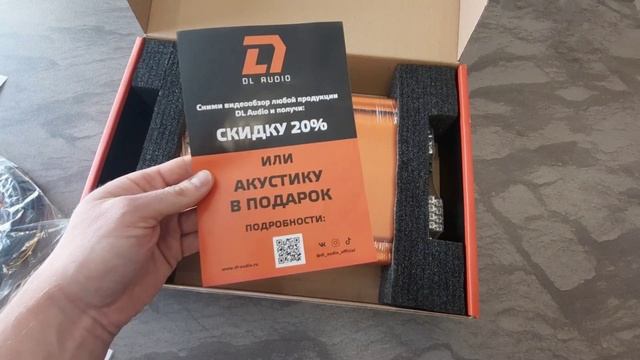 DL AUDIO
Сними видеообзор любой продукции
DL Audio и получи:
СКИДКУ 20%
ИЛИ
АКУСТИКУ
В ПОДАРОК
ПОДРОБНОСТИ:
www.dl-audio.ru
@dl_audio_official